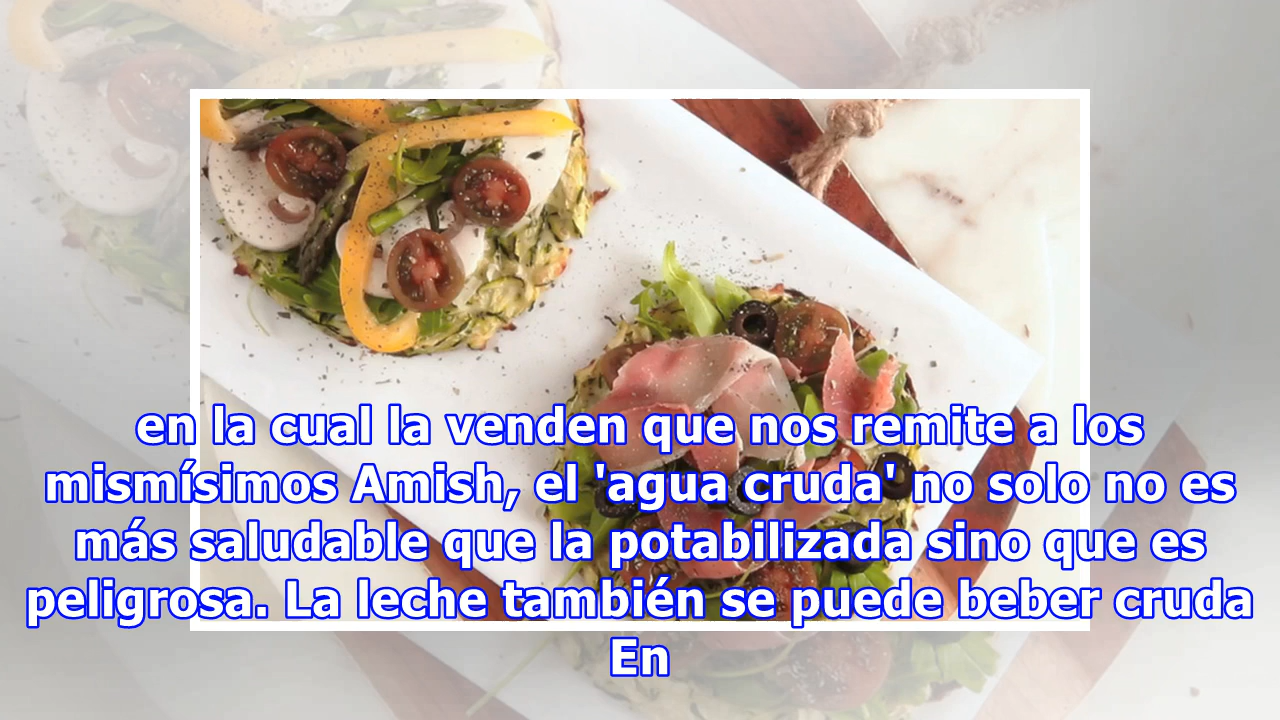 en la cual la venden que nos remite a los
mismísimos Amish, el 'agua cruda' no solo no es
más saludable que la potabilizada sino que es
peligrosa. La leche también se puede beber cruda
En